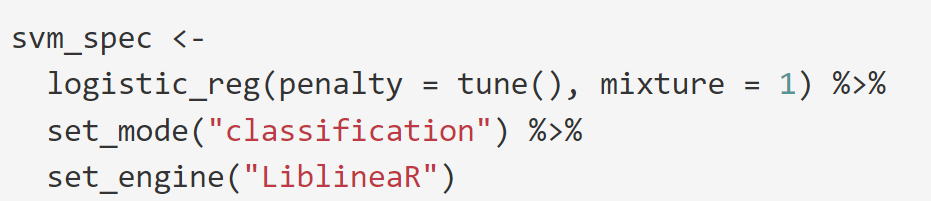 svm_spec <-
  logistic_reg(penalty = tune(), mixture = 1) %>%
  set_mode("classification") %>%
  set_engine("LiblineaR")